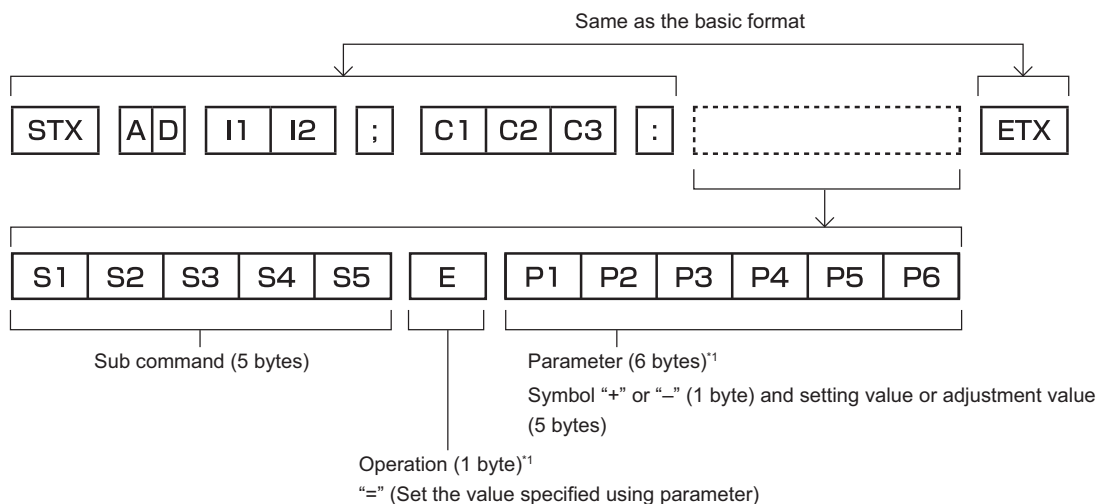 Same as the basic format
STX A D I1 I2 ; C1 C2 C3 : ETX
S1 S2 S3 S4 S5 E P1 P2 P3 P4 P5 P6
Sub command (5 bytes)
Parameter (6 bytes)*1
Symbol “+” or “–” (1 byte) and setting value or adjustment value
(5 bytes)
Operation (1 byte)*1
“=” (Set the value specified using parameter)